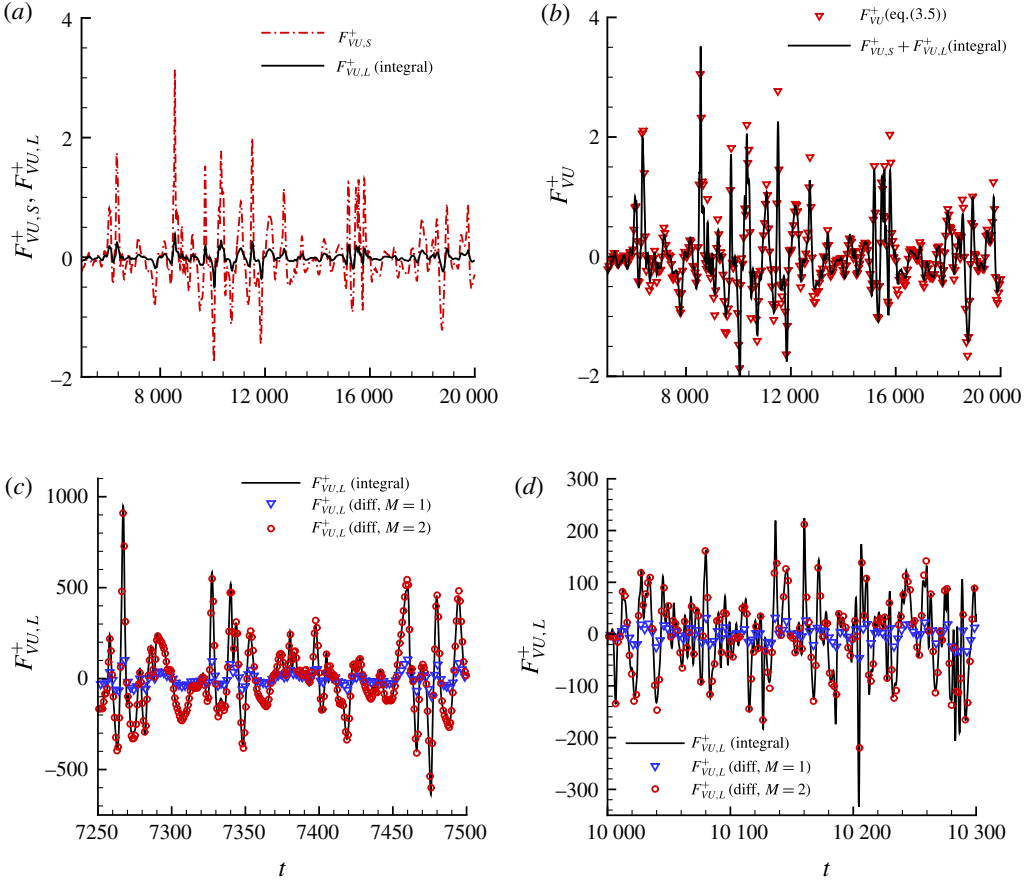 (a)
4
2
0
–2
F⁺VU,S, F⁺VU,L
F⁺VU,S
F⁺VU,L (integral)
8 000 12 000 16 000 20 000
(b)
4
2
0
–2
F⁺VU
F⁺VU(eq.(3.5))
F⁺VU,S + F⁺VU,L(integral)
8 000 12 000 16 000 20 000
(c)
1000
500
0
–500
F⁺VU,L
F⁺VU,L (integral)
F⁺VU,L (diff, M = 1)
F⁺VU,L (diff, M = 2)
7250 7300 7350 7400 7450 7500
t
(d)
300
200
100
0
–100
–200
–300
F⁺VU,L
F⁺VU,L (integral)
F⁺VU,L (diff, M = 1)
F⁺VU,L (diff, M = 2)
10 000 10 100 10 200 10 300
t